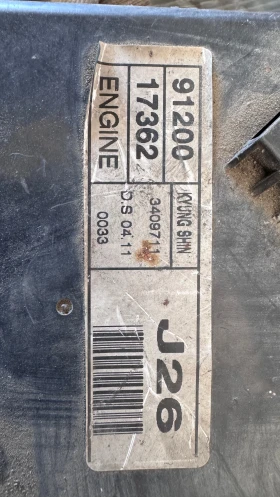 91200
17362
ENGINE
KYUNG SHIN
3409711
D.S 04.11
0033
J26